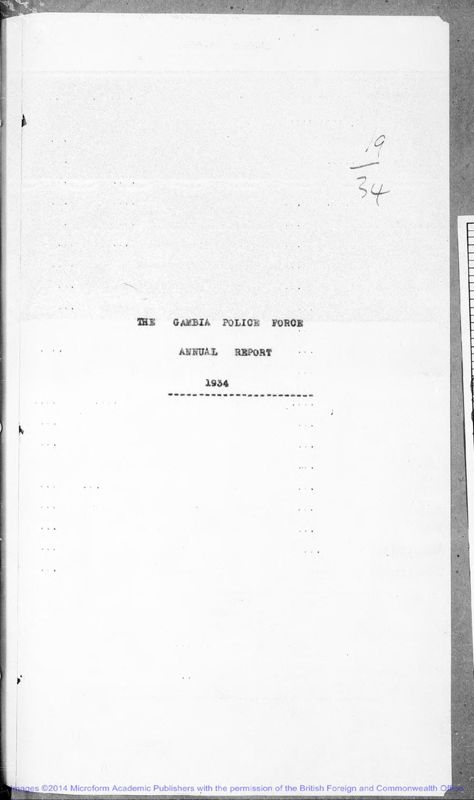 19
34
THE GAMBIA POLICE FORCE
ANNUAL REPORT
1934
Images ©2014 Microform Academic Publishers with the permission of the British Foreign and Commonwealth Office